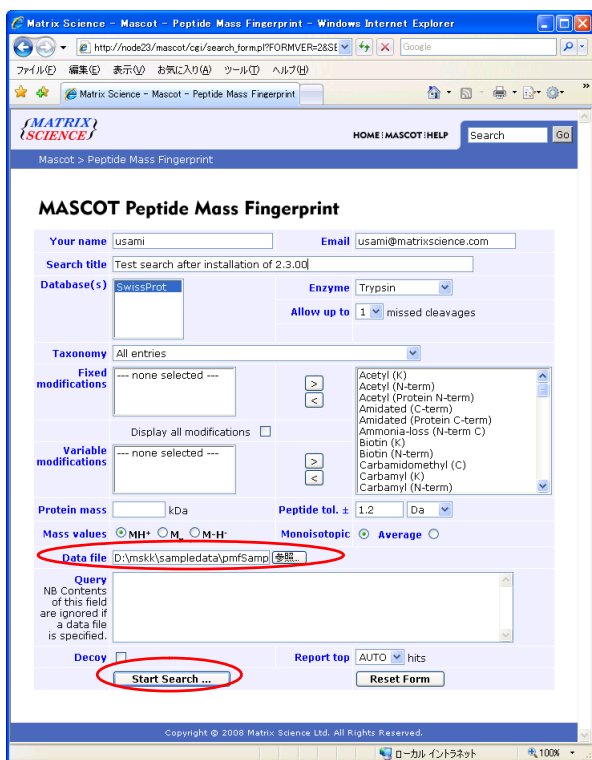 Matrix Science - Mascot - Peptide Mass Fingerprint - Windows Internet Explorer
http://node23/mascot/cgi/search_form.pl?FORMVER=2&SE
Google
ファイル(F) 編集(E) 表示(V) お気に入り(A) ツール(T) ヘルプ(H)
Matrix Science - Mascot - Peptide Mass Fingerprint
MATRIX SCIENCE
HOME MASCOT HELP Search Go
Mascot > Peptide Mass Fingerprint
MASCOT Peptide Mass Fingerprint
Your name usami Email usami@matrixscience.com
Search title Test search after installation of 2.3.00
Database(s) SwissProt Enzyme Trypsin
Allow up to 1 missed cleavages
Taxonomy All entries
Fixed modifications --- none selected --- > <
Display all modifications
Variable modifications --- none selected --- > <
Acetyl (K)
Acetyl (N-term)
Acetyl (Protein N-term)
Amidated (C-term)
Amidated (Protein C-term)
Ammonia-loss (N-term C)
Biotin (K)
Biotin (N-term)
Carbamidomethyl (C)
Carbamyl (K)
Carbamyl (N-term)
Protein mass kDa Peptide tol. ± 1.2 Da
Mass values MH+ Mr M-H- Monoisotopic Average
Data file D:\mskk\sampledata\pmfSamp 参照...
Query
NB Contents
of this field
are ignored if
a data file
is specified.
Decoy Report top AUTO hits
Start Search ... Reset Form
Copyright © 2008 Matrix Science Ltd. All Rights Reserved.
ローカル イントラネット 100%